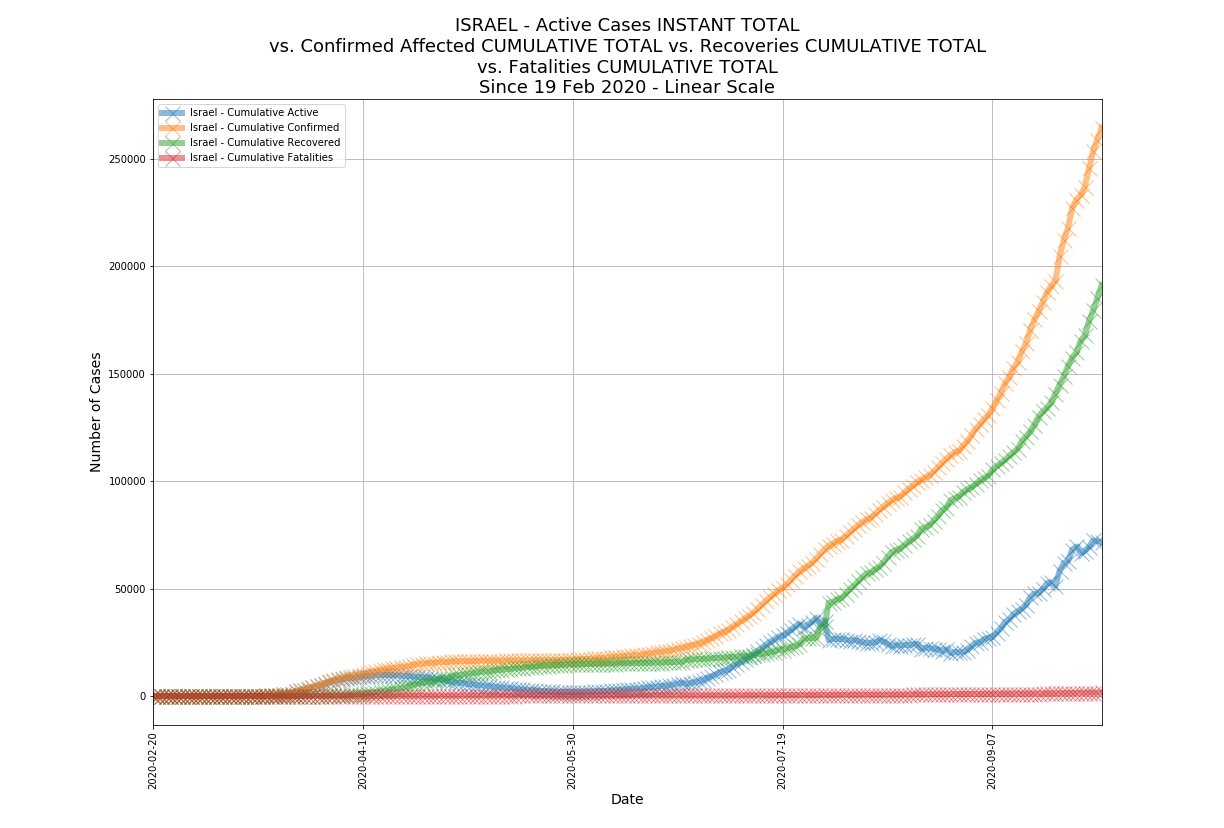 ISRAEL - Active Cases INSTANT TOTAL
vs. Confirmed Affected CUMULATIVE TOTAL vs. Recoveries CUMULATIVE TOTAL
vs. Fatalities CUMULATIVE TOTAL
Since 19 Feb 2020 - Linear Scale
Israel - Cumulative Active
Israel - Cumulative Confirmed
Israel - Cumulative Recovered
Israel - Cumulative Fatalities
Number of Cases
250000
200000
150000
100000
50000
0
2020-02-20
2020-04-10
2020-05-30
2020-07-19
2020-09-07
Date